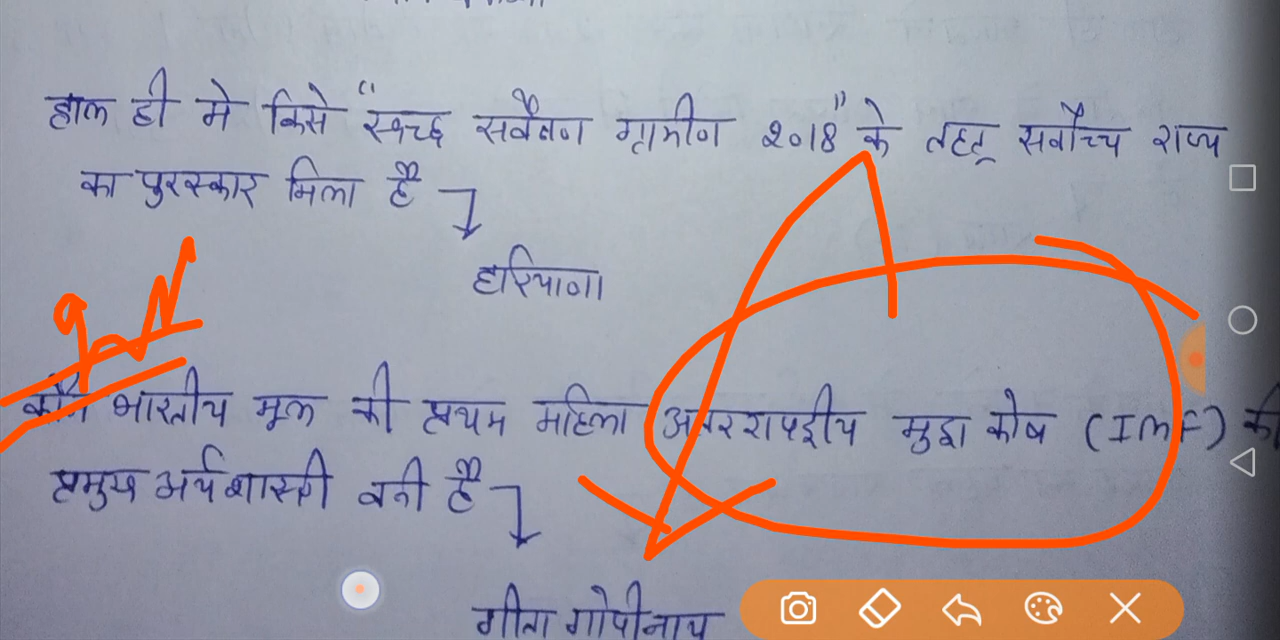 हाल ही मे किसे "स्वच्छ सर्वेक्षण ग्रामीण 2018" के तहत् सर्वोच्च राज्य
का पुरस्कार मिला है
हरियाणा
कौन भारतीय मूल की प्रथम महिला अन्तरराष्ट्रीय मुद्रा कोष (IMF) की
प्रमुख अर्थशास्त्री बनी है
गीता गोपीनाथ